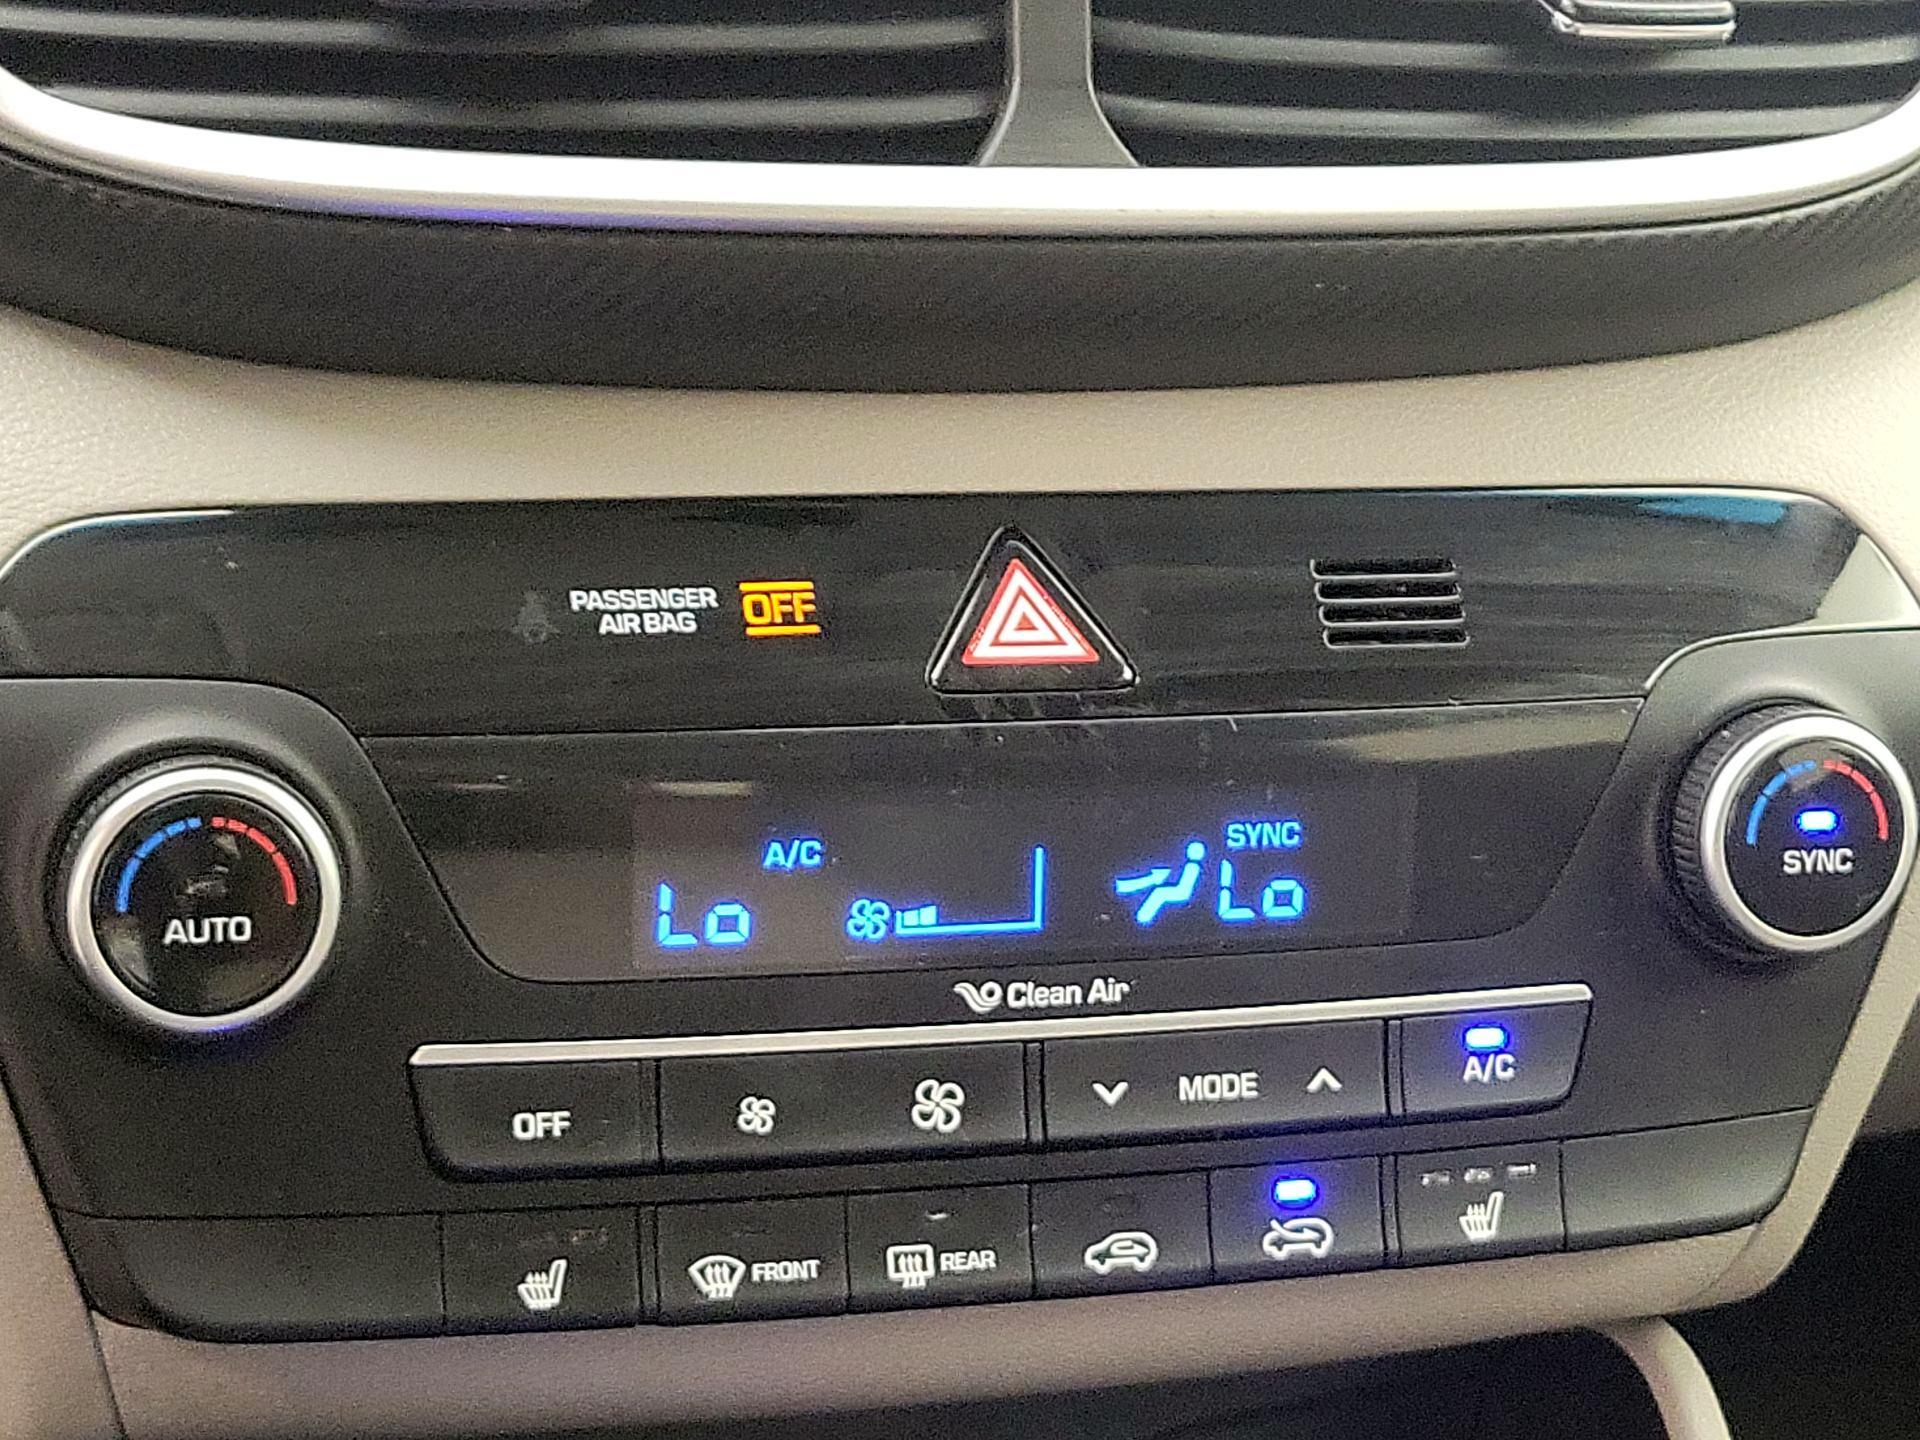 PASSENGER
AIR BAG
OFF
A/C
SYNC
Lo
Lo
AUTO
SYNC
Clean Air
OFF
MODE
A/C
FRONT
REAR